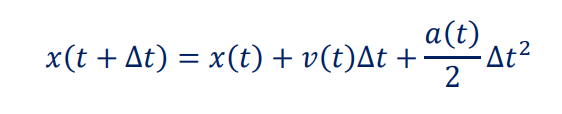 x(t + Δt) = x(t) + v(t)Δt + a(t)/2 Δt²